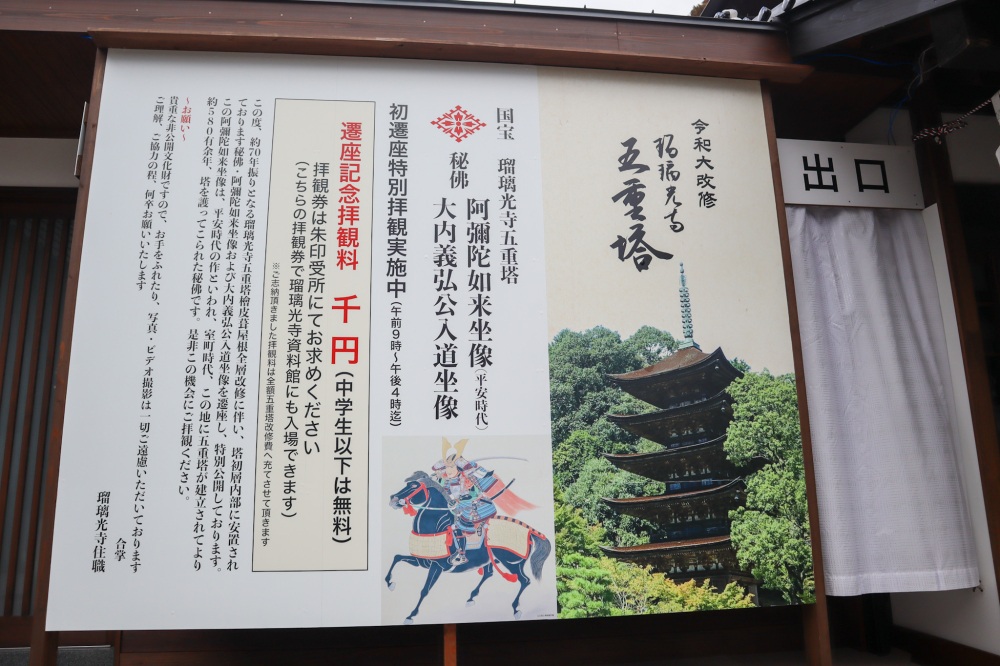 出口
令和大改修
瑠璃光寺
五重塔
国宝 瑠璃光寺五重塔
秘佛 阿彌陀如来坐像(平安時代)
大内義弘公入道坐像
初遷座特別拝観実施中(午前9時~午後4時迄)
遷座記念拝観料 千円(中学生以下は無料)
拝観券は朱印受所にてお求めください
(こちらの拝観券で瑠璃光寺資料館にも入場できます)
※ご志納頂きました拝観料は全額五重塔改修費へ充てさせて頂きます
この度、約70年振りとなる瑠璃光寺五重塔檜皮葺屋根全層改修に伴い、塔初層内部に安置され
ております秘佛・阿彌陀如来坐像および大内義弘公入道坐像を遷座し、特別公開しております。
この阿彌陀如来坐像は、平安時代の作といわれ、室町時代、この地に五重塔が建立されてより
約580有余年、塔を護ってこられた秘佛です。是非この機会にご拝観ください。
~お願い~
貴重な非公開文化財ですので、お手をふれたり、写真・ビデオ撮影は一切ご遠慮いただいております
ご理解、ご協力の程、何卒お願いいたします
合掌
瑠璃光寺住職